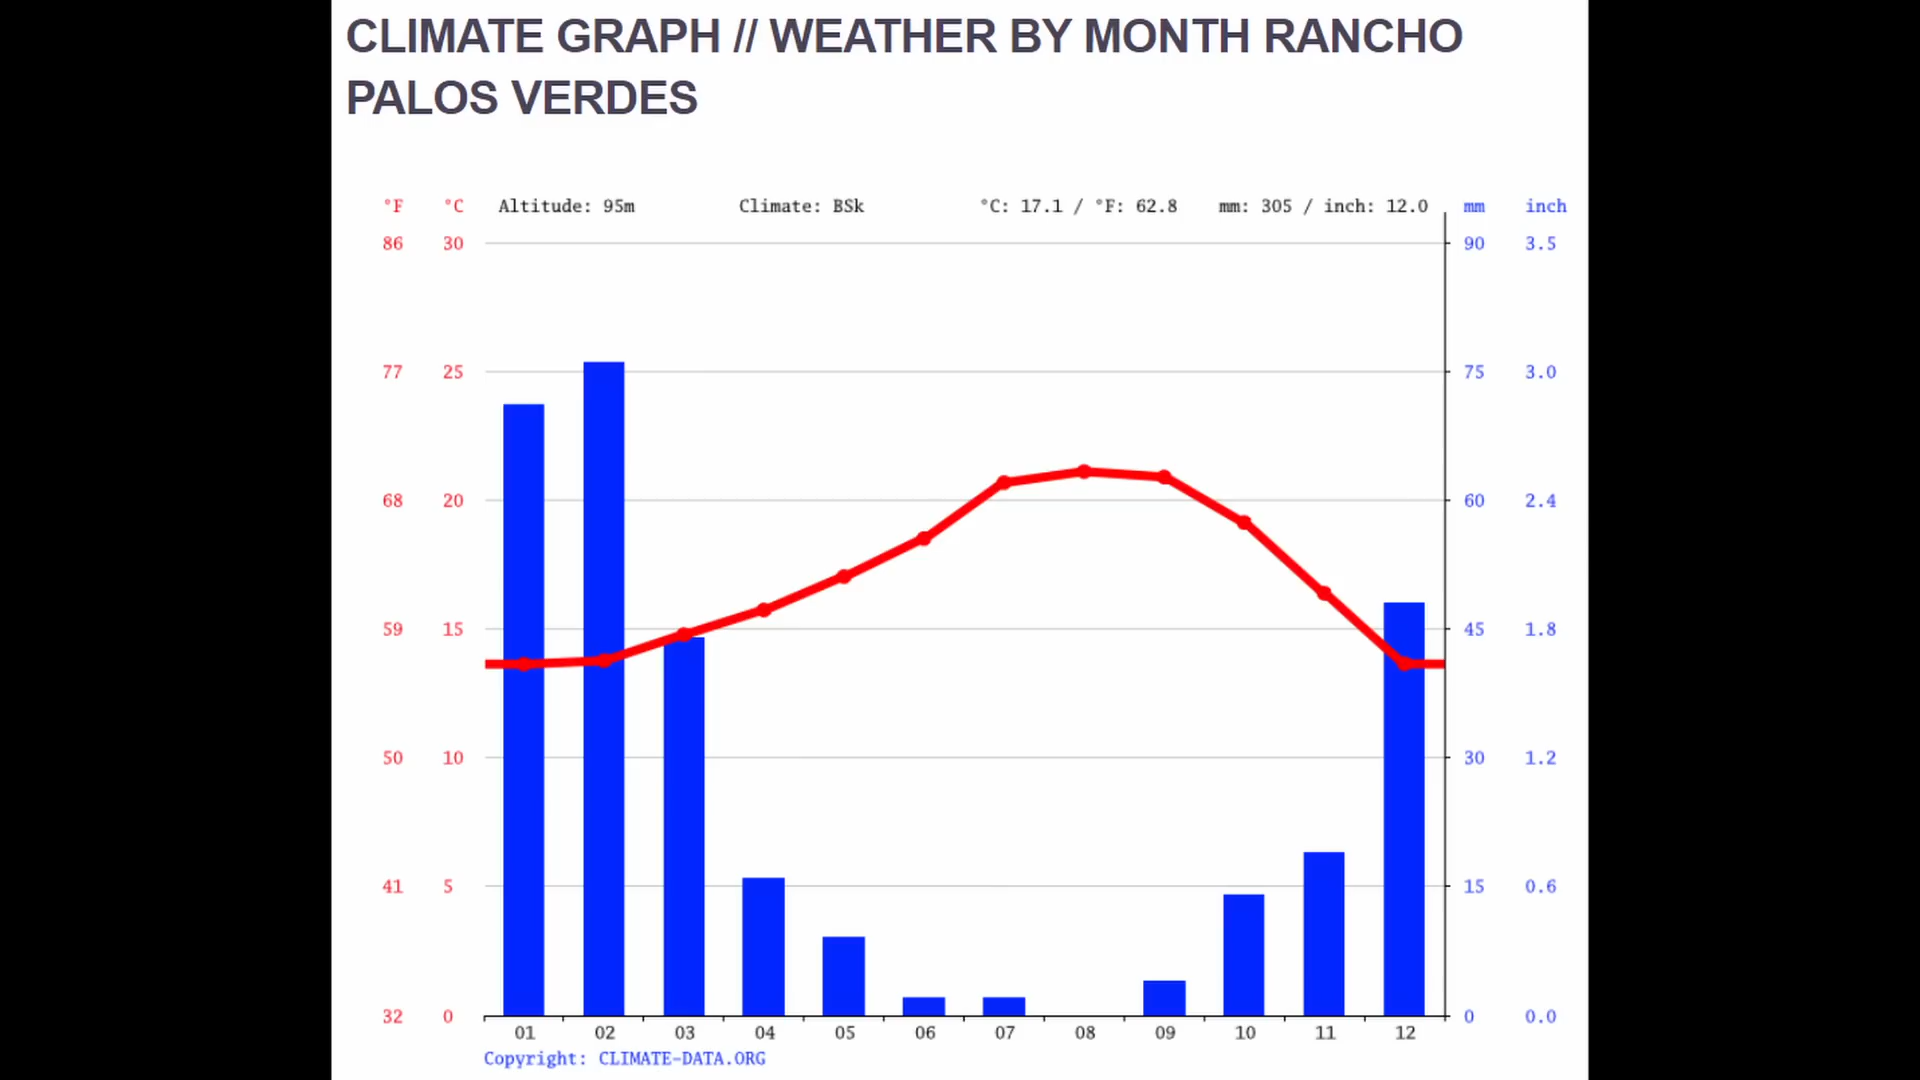 CLIMATE GRAPH // WEATHER BY MONTH RANCHO
PALOS VERDES
°F °C Altitude: 95m Climate: BSk °C: 17.1 / °F: 62.8 mm: 305 / inch: 12.0 mm inch
86 30 90 3.5
77 25 75 3.0
68 20 60 2.4
59 15 45 1.8
50 10 30 1.2
41 5 15 0.6
32 0 0 0.0
01 02 03 04 05 06 07 08 09 10 11 12
Copyright: CLIMATE-DATA.ORG